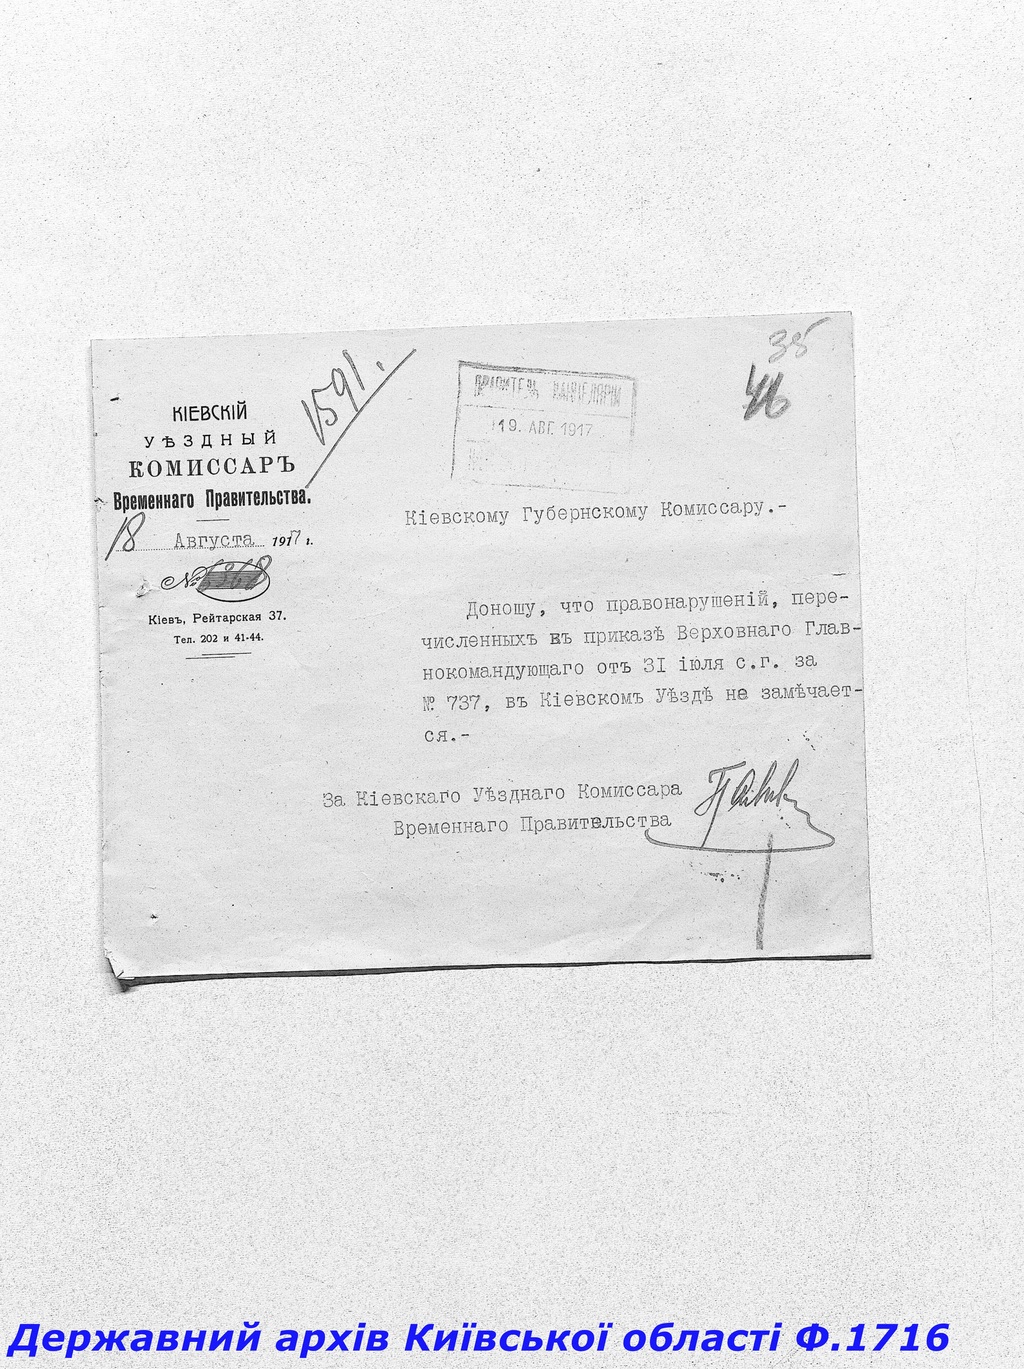 35
46
1591.
ПРАВИТЕЛЬ КАНЦЕЛЯРІИ
19. АВГ. 1917
КІЕВСКІЙ
УѢЗДНЫЙ
КОМИССАРЪ
Временнаго Правительства.
18 Августа 1917 г.
№
Кіевъ, Рейтарская 37.
Тел. 202 и 41-44.
Кіевскому Губернскому Комиссару.-
Доношу, что правонарушеній, пере-
численныхъ въ приказѣ Верховнаго Глав-
нокомандующаго отъ 31 іюля с.г. за
№ 737, въ Кіевскомъ Уѣздѣ не замѣчает-
ся.-
За Кіевскаго Уѣзднаго Комиссара
Временнаго Правительства
Державний архів Київської області Ф.1716